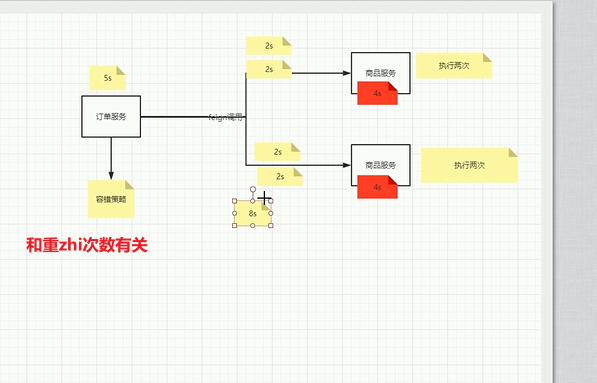 2s
5s
2s
商品服务
执行两次
4s
订单服务
feign调用
2s
商品服务
执行两次
2s
4s
容错策略
8s
和重zhi次数有关